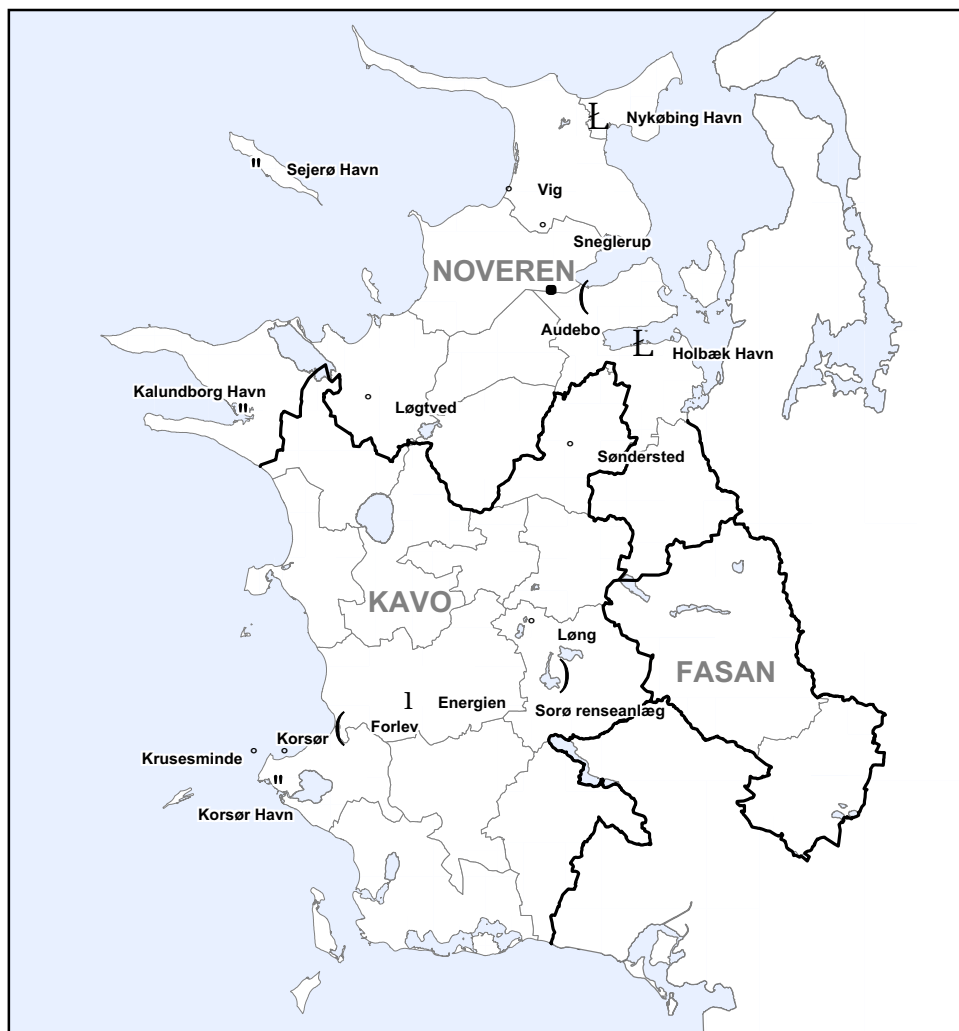 Nykøbing Havn
Sejerø Havn
Vig
Sneglerup
NOVEREN
Audebo
Holbæk Havn
Kalundborg Havn
Løgtved
Søndersted
KAVO
Løng
FASAN
Energien
Sorø renseanlæg
Forlev
Korsør
Krusesminde
Korsør Havn